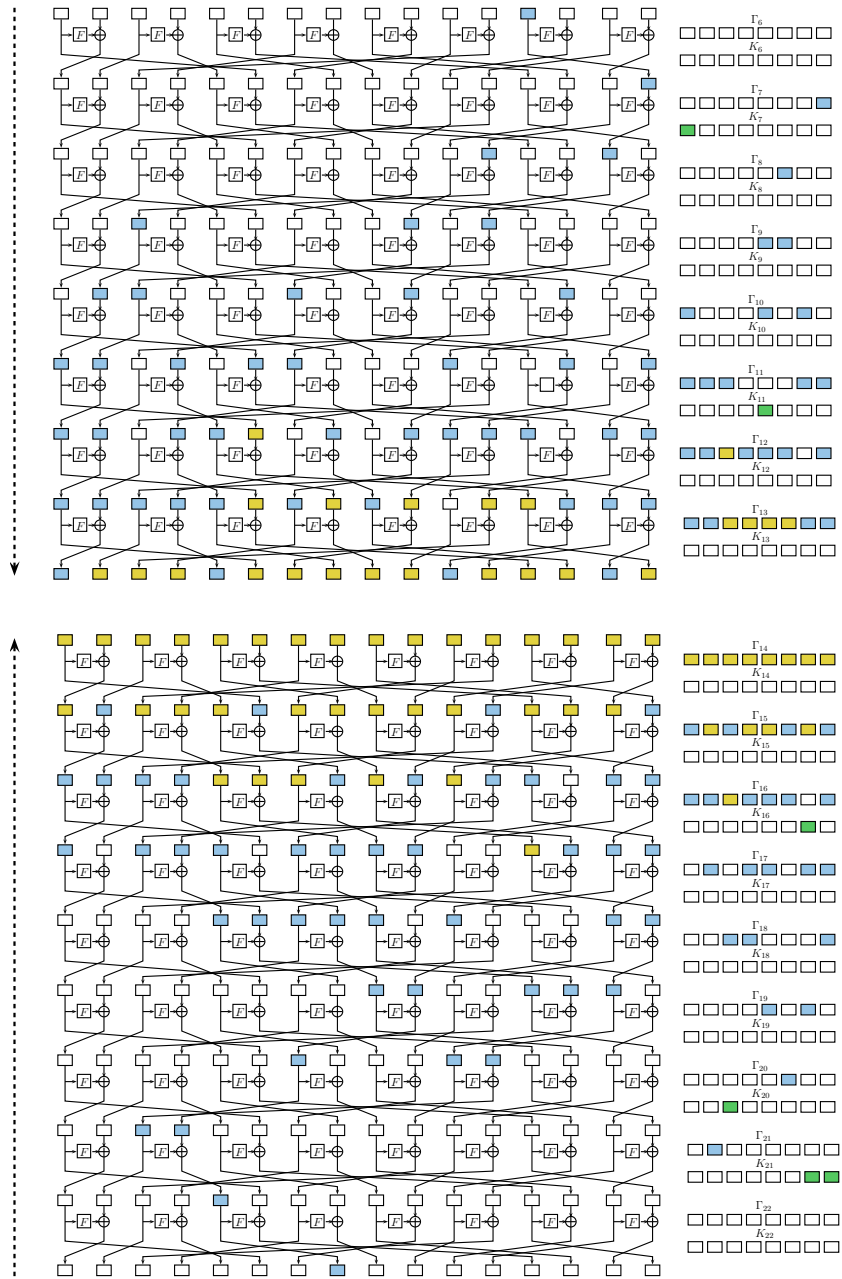 Γ₆
F F F F F F F F
K₆
Γ₇
F F F F F F F F
K₇
Γ₈
F F F F F F F F
K₈
Γ₉
F F F F F F F F
K₉
Γ₁₀
F F F F F F F F
K₁₀
Γ₁₁
F F F F F F F
K₁₁
Γ₁₂
F F F F F F F F
K₁₂
Γ₁₃
F F F F F F F F
K₁₃
Γ₁₄
F F F F F F F F
K₁₄
Γ₁₅
F F F F F F F F
K₁₅
Γ₁₆
F F F F F F F F
K₁₆
Γ₁₇
F F F F F F F F
K₁₇
Γ₁₈
F F F F F F F F
K₁₈
Γ₁₉
F F F F F F F F
K₁₉
Γ₂₀
F F F F F F F F
K₂₀
Γ₂₁
F F F F F F F F
K₂₁
Γ₂₂
F F F F F F F F
K₂₂